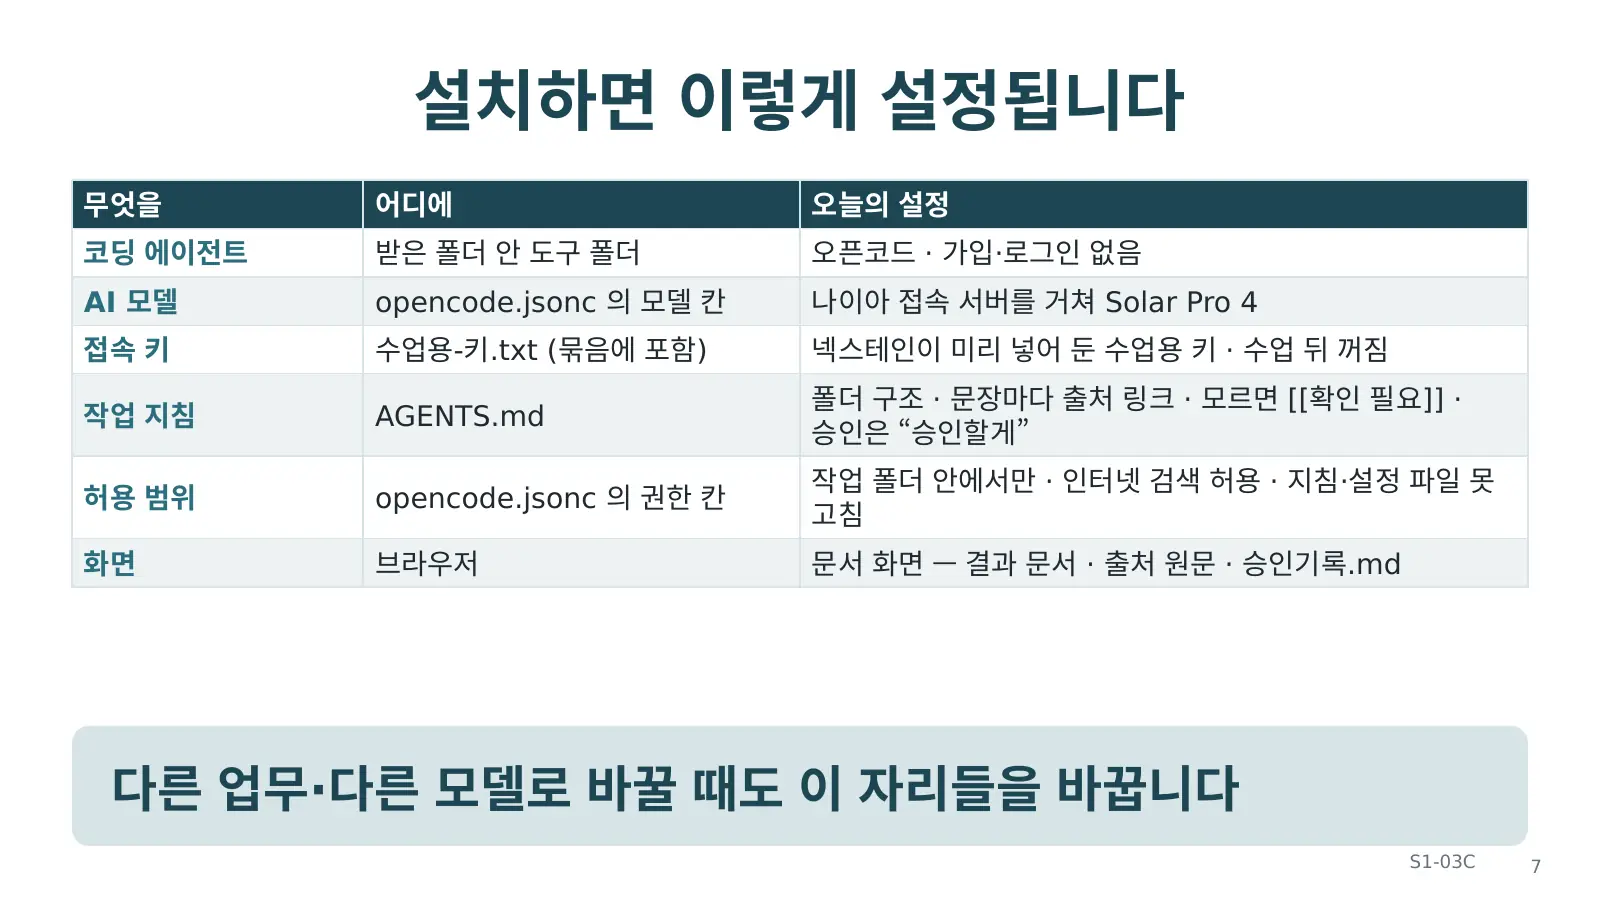 설치하면 이렇게 설정됩니다
무엇을 어디에 오늘의 설정
코딩 에이전트 받은 폴더 안 도구 폴더 오픈코드 · 가입·로그인 없음
AI 모델 opencode.jsonc 의 모델 칸 나이아 접속 서버를 거쳐 Solar Pro 4
접속 키 수업용-키.txt (묶음에 포함) 넥스테인이 미리 넣어 둔 수업용 키 · 수업 뒤 꺼짐
작업 지침 AGENTS.md 폴더 구조 · 문장마다 출처 링크 · 모르면 [[확인 필요]] ·
승인은 “승인할게”
허용 범위 opencode.jsonc 의 권한 칸 작업 폴더 안에서만 · 인터넷 검색 허용 · 지침·설정 파일 못
고침
화면 브라우저 문서 화면 — 결과 문서 · 출처 원문 · 승인기록.md
다른 업무·다른 모델로 바꿀 때도 이 자리들을 바꿉니다
S1-03C 7